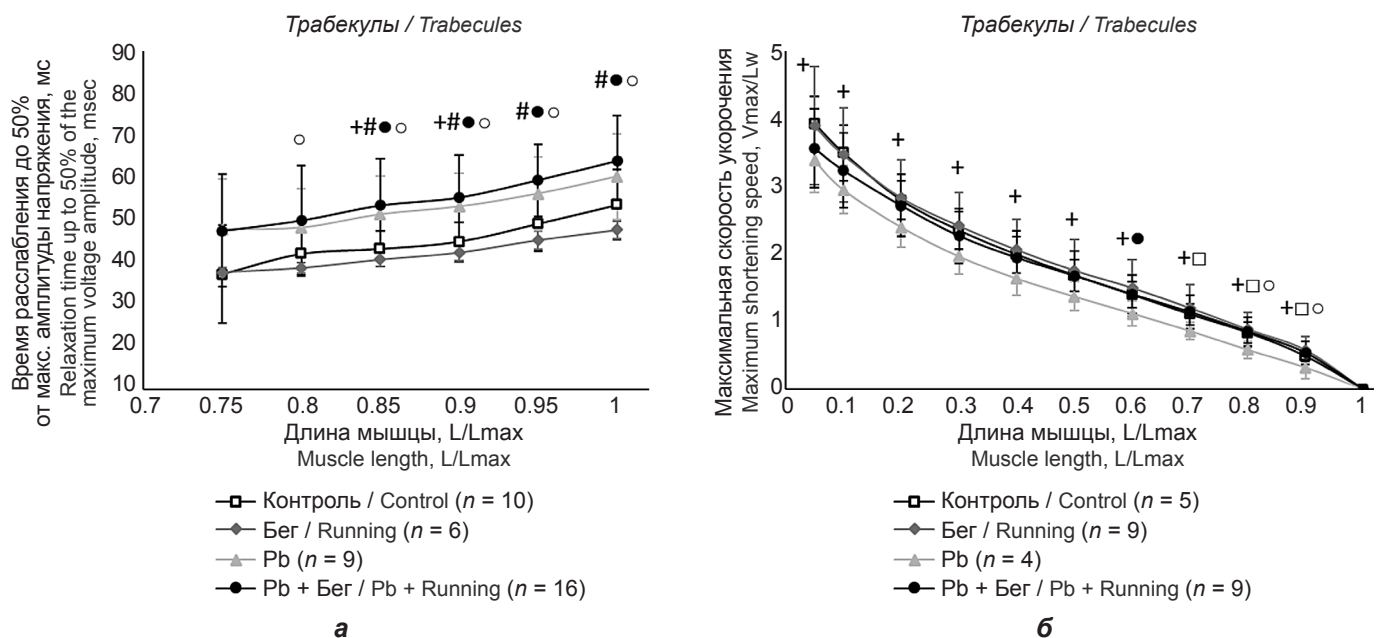 Трабекулы / Trabecules
Время расслабления до 50%
от макс. амплитуды напряжения, мс
Relaxation time up to 50% of the
maximum voltage amplitude, msec
90
80
70
60
50
40
30
20
10
+#●○
+#●○
#●○
#●○
○
0.7 0.75 0.8 0.85 0.9 0.95 1
Длина мышцы, L/Lmax
Muscle length, L/Lmax
Контроль / Control (n = 10)
Бег / Running (n = 6)
Pb (n = 9)
Pb + Бег / Pb + Running (n = 16)
а
Трабекулы / Trabecules
Максимальная скорость укорочения
Maximum shortening speed, Vmax/Lw
5
4
3
2
1
0
+
+
+
+
+
+
+●
+□
+□○
+□○
0 0.1 0.2 0.3 0.4 0.5 0.6 0.7 0.8 0.9 1
Длина мышцы, L/Lmax
Muscle length, L/Lmax
Контроль / Control (n = 5)
Бег / Running (n = 9)
Pb (n = 4)
Pb + Бег / Pb + Running (n = 9)
б